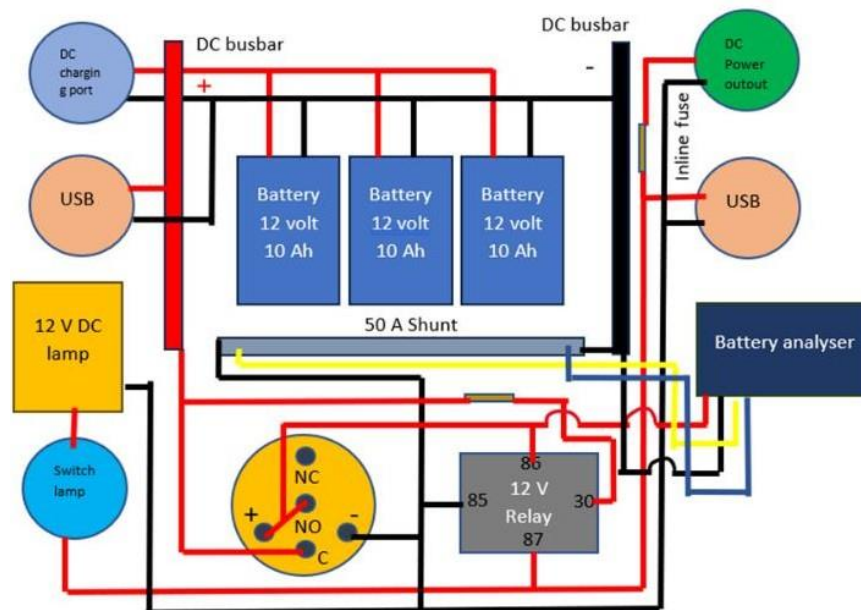 DC
chargin
g port
DC busbar
+
DC busbar
-
DC
Power
outout
Inline fuse
USB
Battery
12 volt
10 Ah
Battery
12 volt
10 Ah
Battery
12 volt
10 Ah
USB
50 A Shunt
12 V DC
lamp
Battery analyser
Switch
lamp
NC
+
NO
-
C
86
85
12 V
30
Relay
87